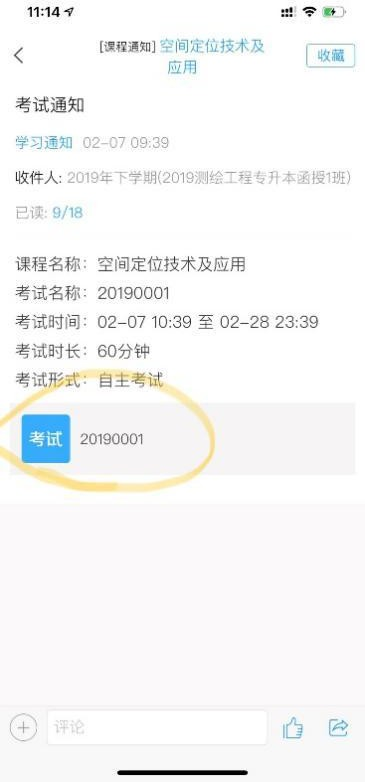 11:14
[课程通知] 空间定位技术及
应用
收藏
考试通知
学习通知 02-07 09:39
收件人: 2019年下学期(2019测绘工程专升本函授1班)
已读: 9/18
课程名称：空间定位技术及应用
考试名称：20190001
考试时间：02-07 10:39 至 02-28 23:39
考试时长：60分钟
考试形式：自主考试
考试 20190001
评论